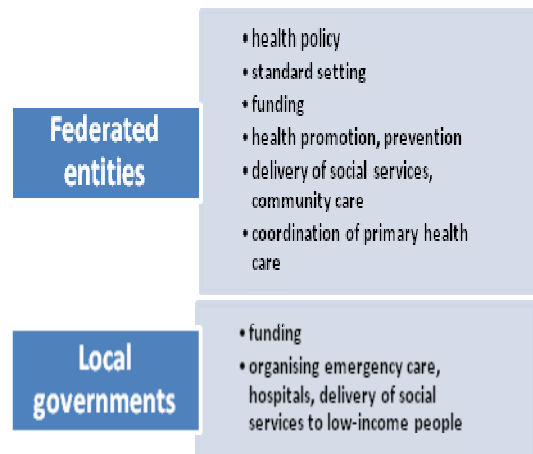 Federated
entities
• health policy
• standard setting
• funding
• health promotion, prevention
• delivery of social services,
community care
• coordination of primary health
care
Local
governments
• funding
• organising emergency care,
hospitals, delivery of social
services to low-income people